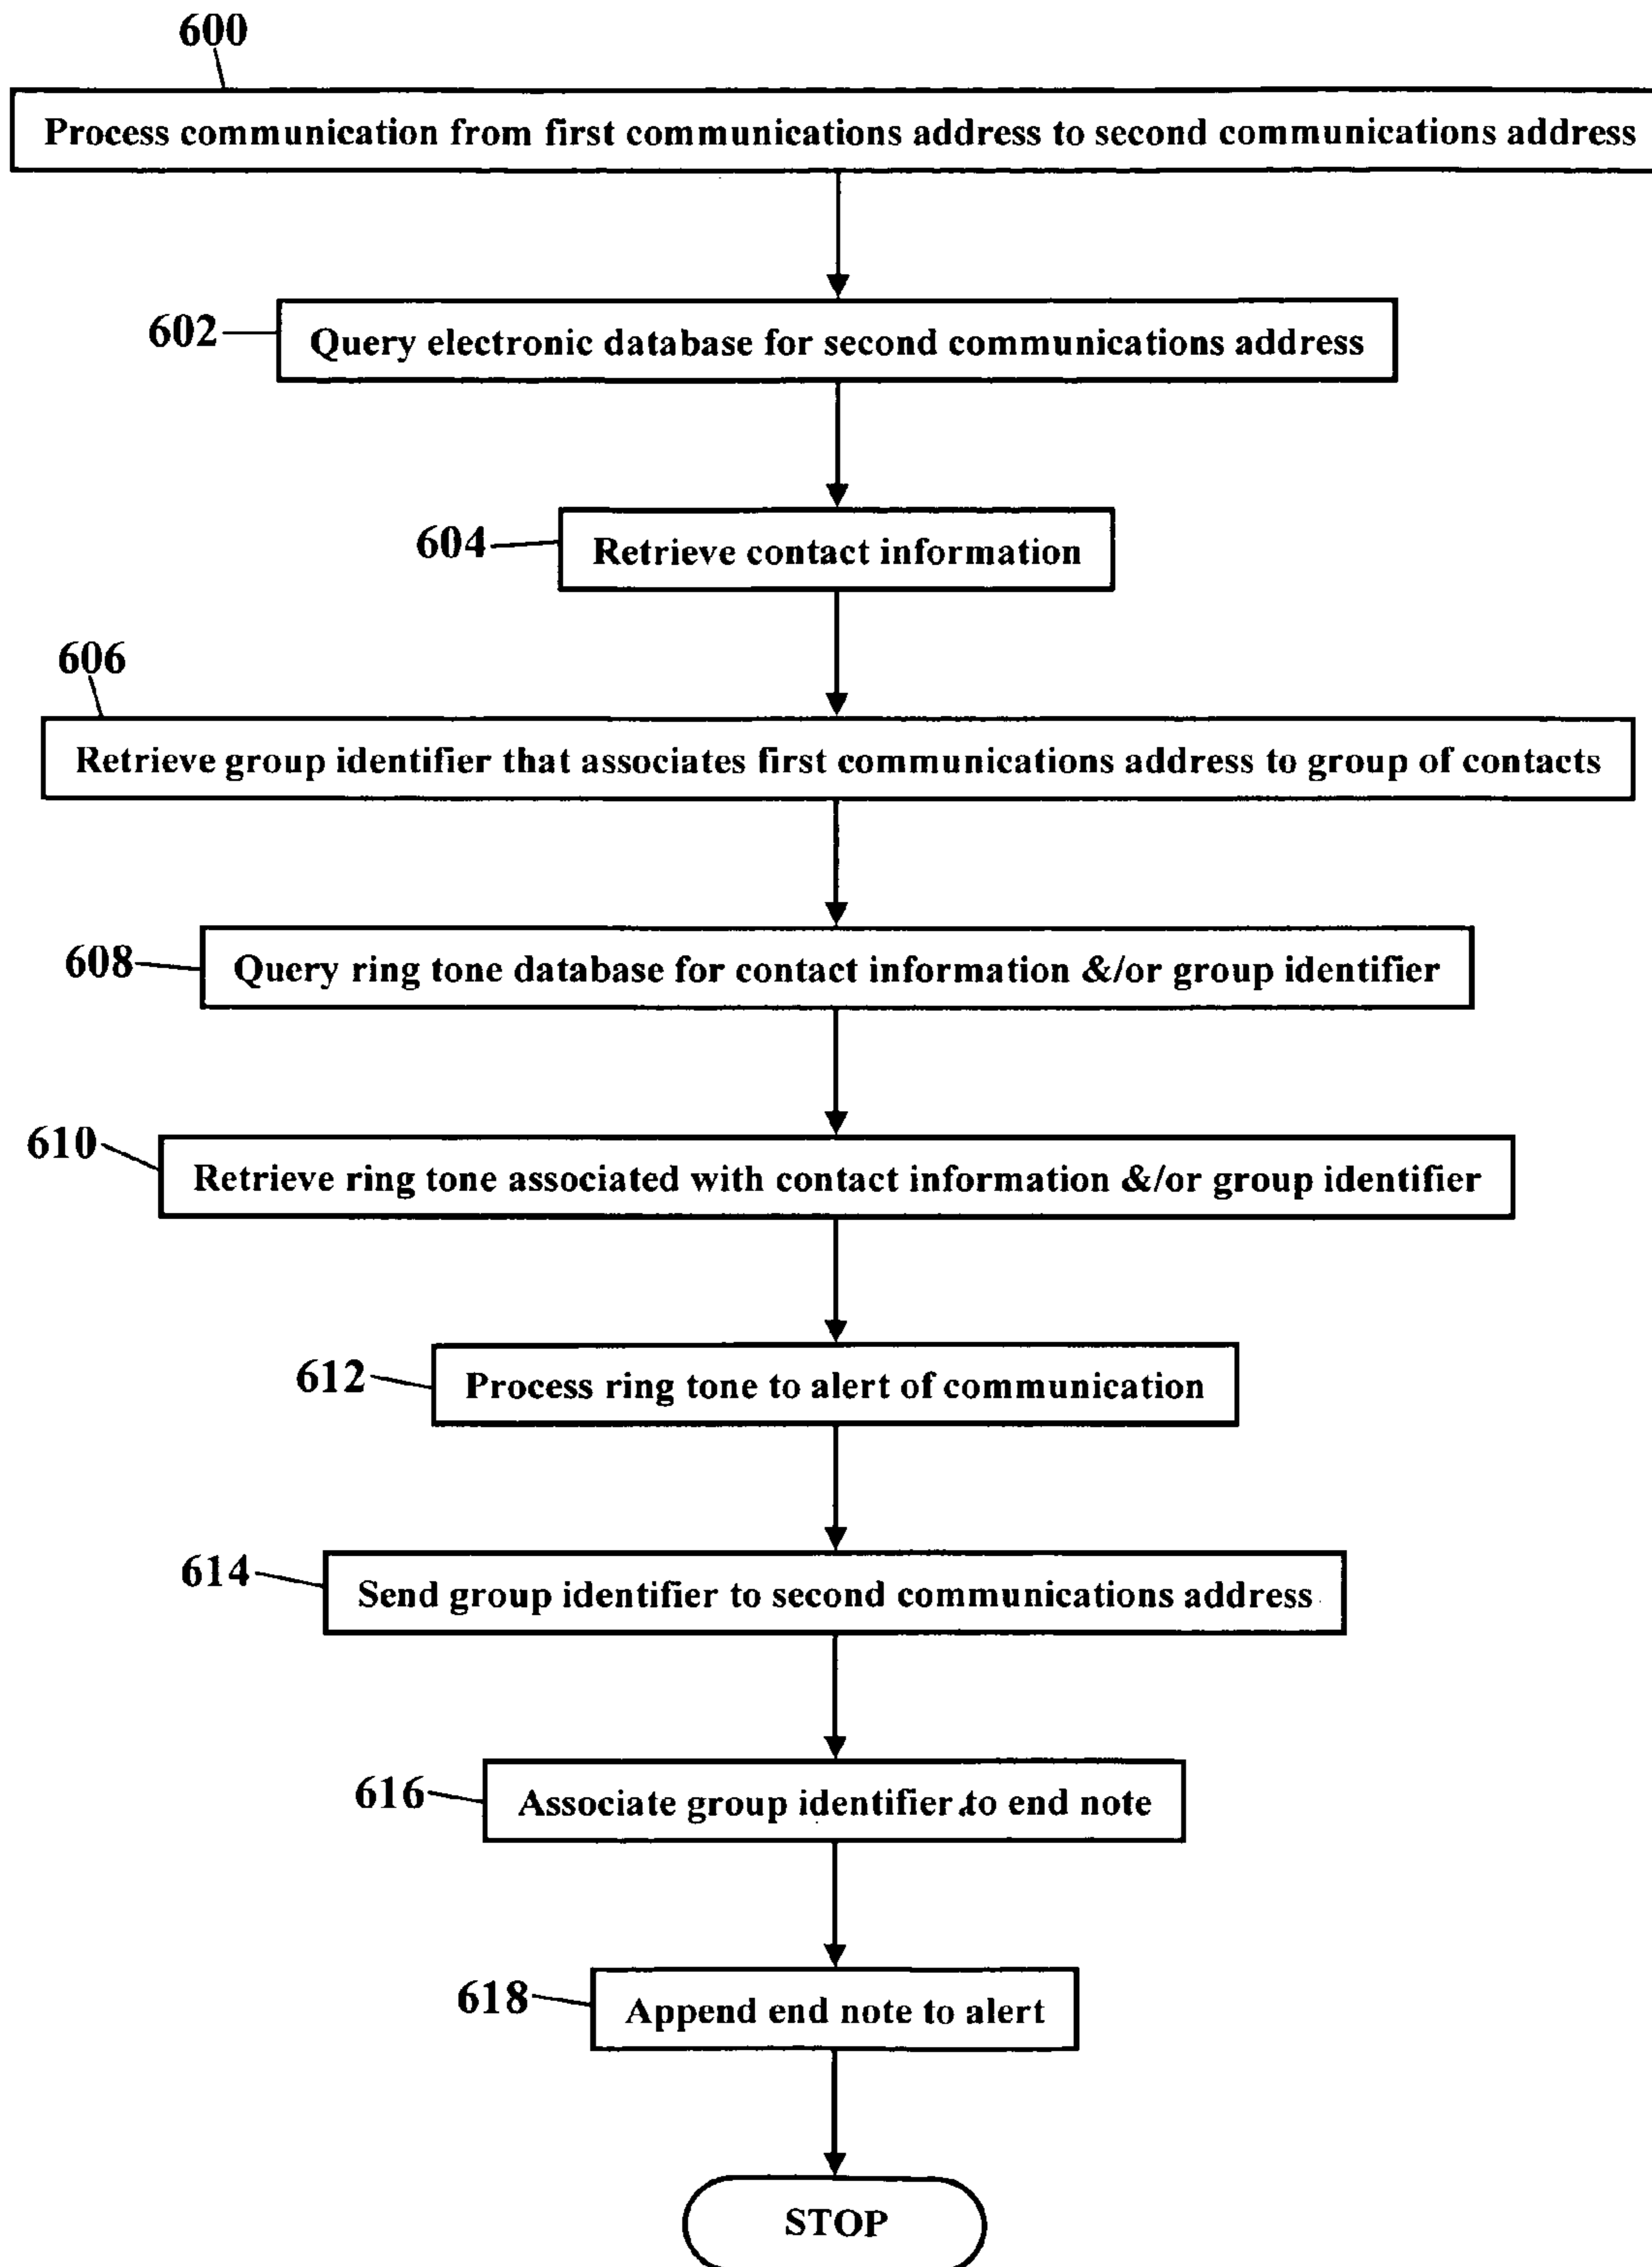 600
Process communication from first communications address to second communications address
602
Query electronic database for second communications address
604
Retrieve contact information
606
Retrieve group identifier that associates first communications address to group of contacts
608
Query ring tone database for contact information &/or group identifier
610
Retrieve ring tone associated with contact information &/or group identifier
612
Process ring tone to alert of communication
614
Send group identifier to second communications address
616
Associate group identifier to end note
618
Append end note to alert
STOP